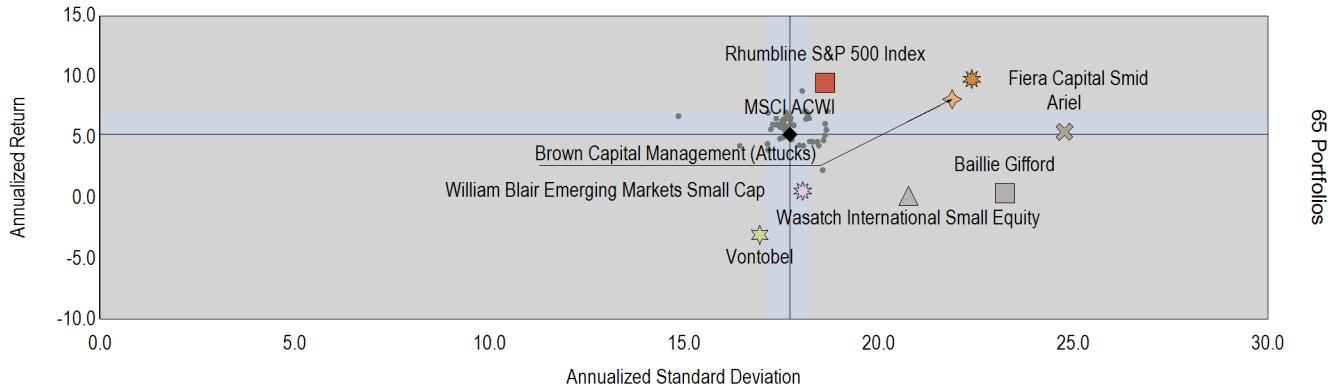 15.0
10.0
5.0
0.0
-5.0
-10.0
Annualized Return
Rhumbline S&P 500 Index
Fiera Capital Smid
Ariel
MSCI ACWI
Brown Capital Management (Attucks)
Baillie Gifford
William Blair Emerging Markets Small Cap
Wasatch International Small Equity
Vontobel
65 Portfolios
0.0 5.0 10.0 15.0 20.0 25.0 30.0
Annualized Standard Deviation